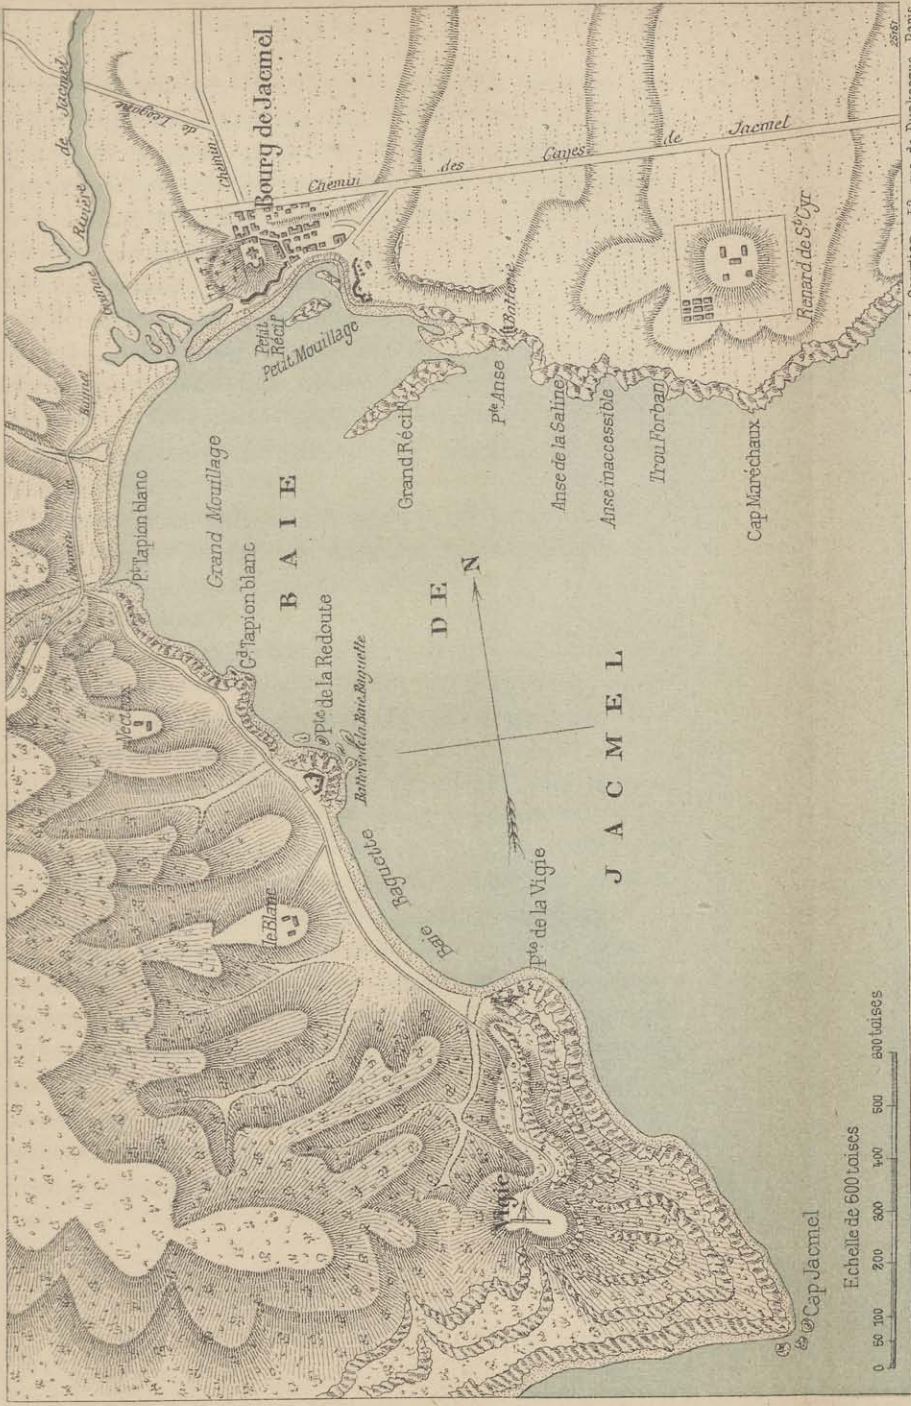 Rivière de Jacmel
Chemin de Léogane
Bourg de Jacmel
Chemin des Cayes de Jacmel
Chemin de Bainet
Petit Récif
Petit Mouillage
Grand Récif
Pte Anse
Batterie
Anse de la Saline
Anse inaccessible
Trou Forban
Cap Maréchaux
Renard de St Cyr
Grand Mouillage
Pt Tapion blanc
Gd Tapion blanc
Pte de la Redoute
Batterie de la Baie Baguette
Baie Baguette
Pte de la Vigie
Vigie
Cap Jacmel
le Blanc
BAIE
DE
JACMEL
N
Echelle de 600 toises
0 50 100 200 300 400 500 600 toises